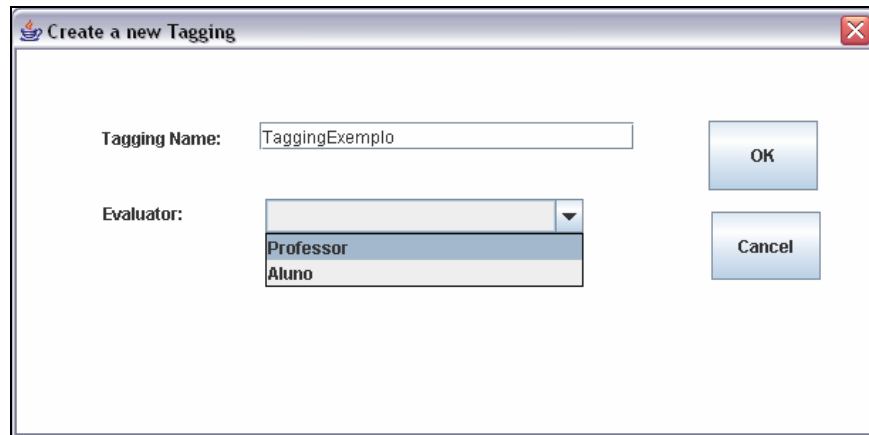 Create a new Tagging
Tagging Name: TaggingExemplo
OK
Evaluator:
Professor
Aluno
Cancel